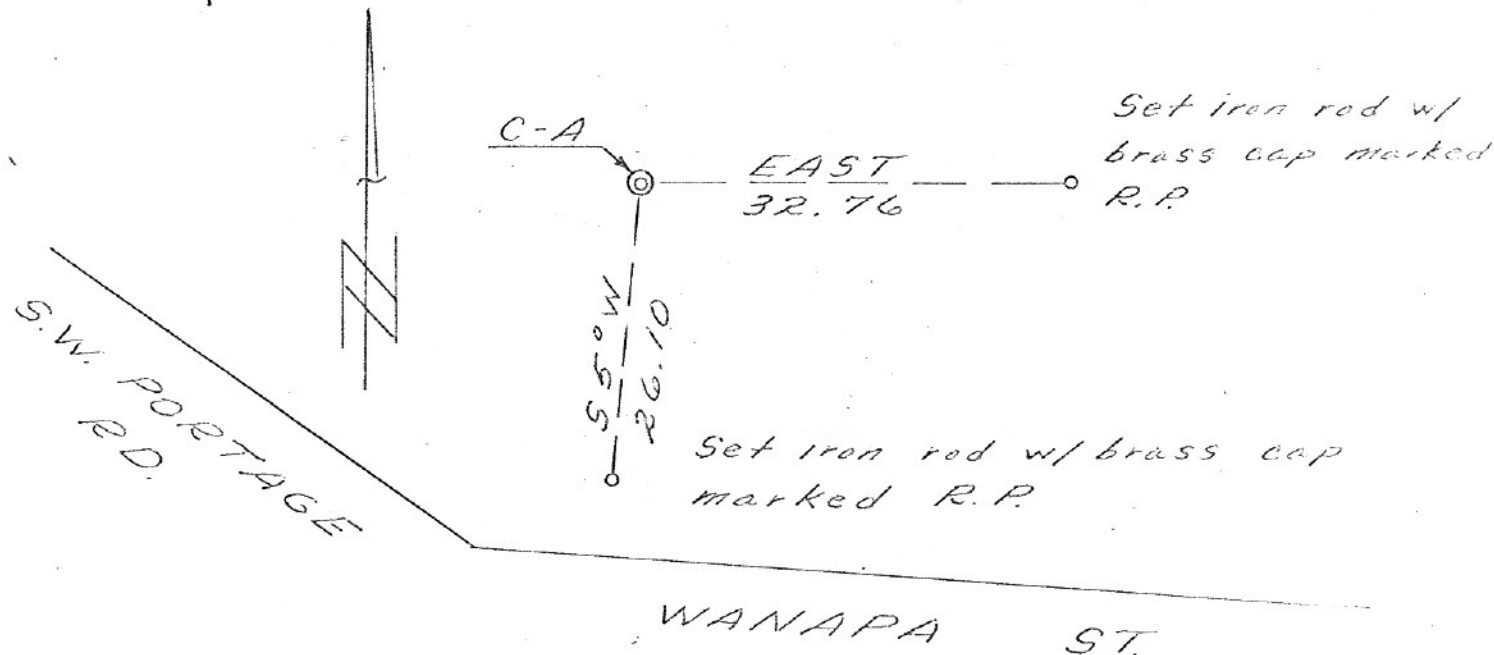 C-A
EAST
32.76
Set iron rod w/
brass cap marked
R.P.
N
S 5° W
26.10
Set iron rod w/ brass cap
marked R.P.
S.W. PORTAGE
RD.
WANAPA ST.